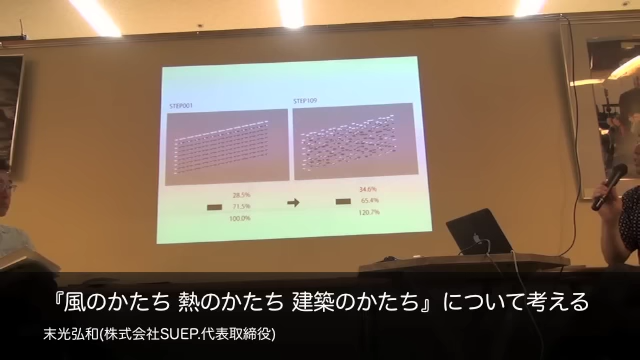 STEP001
STEP109
28.5%
71.5%
100.0%
34.6%
65.4%
120.7%
『風のかたち 熱のかたち 建築のかたち』について考える
末光弘和(株式会社SUEP.代表取締役)